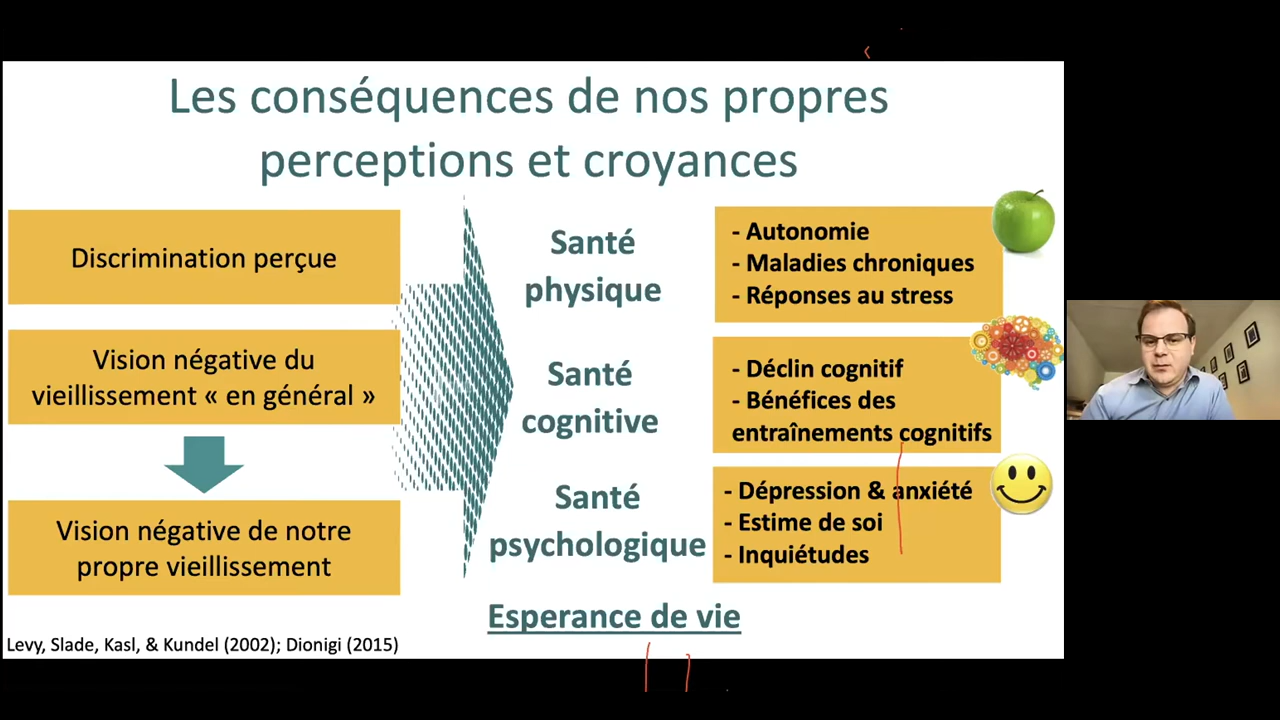 Les conséquences de nos propres
perceptions et croyances
Discrimination perçue
Vision négative du
vieillissement « en général »
Vision négative de notre
propre vieillissement
Santé
physique
Santé
cognitive
Santé
psychologique
Esperance de vie
- Autonomie
- Maladies chroniques
- Réponses au stress
- Déclin cognitif
- Bénéfices des
entraînements cognitifs
- Dépression & anxiété
- Estime de soi
- Inquiétudes
Levy, Slade, Kasl, & Kundel (2002); Dionigi (2015)